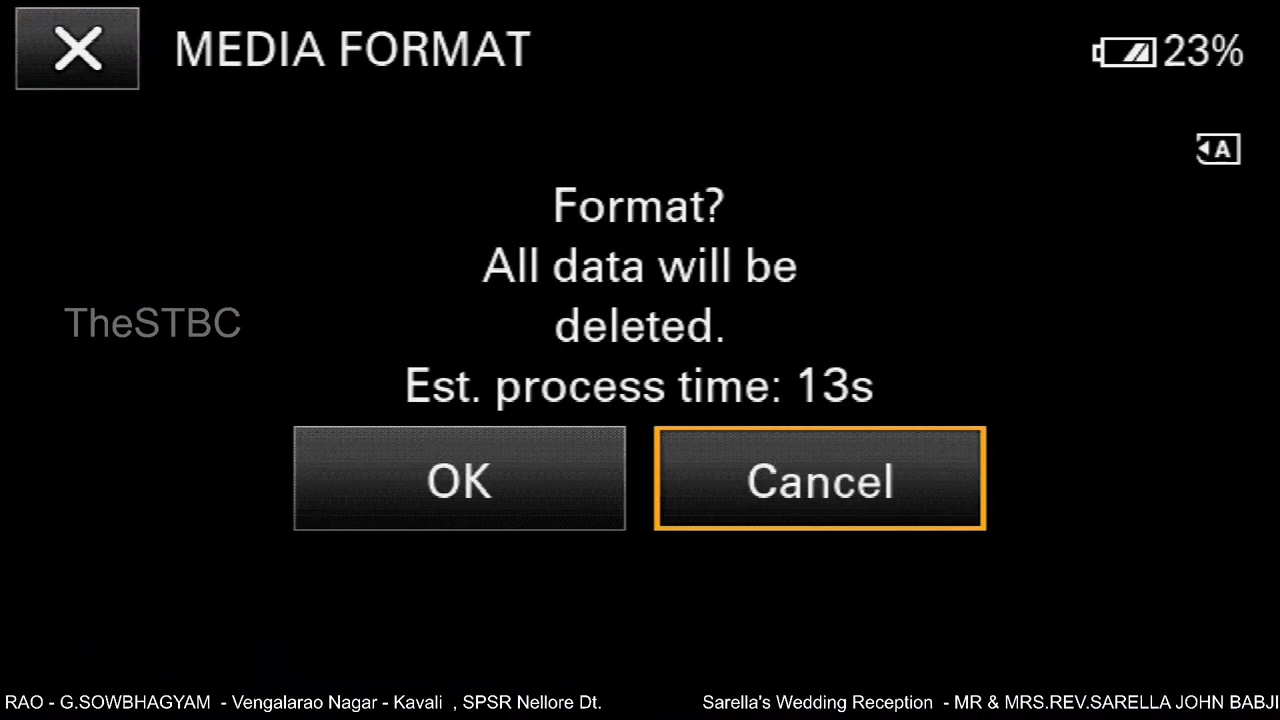 MEDIA FORMAT
23%
A
Format?
All data will be
deleted.
TheSTBC
Est. process time: 13s
OK
Cancel
RAO - G.SOWBHAGYAM - Vengalarao Nagar - Kavali , SPSR Nellore Dt.
Sarella's Wedding Reception - MR & MRS.REV.SARELLA JOHN BABJI